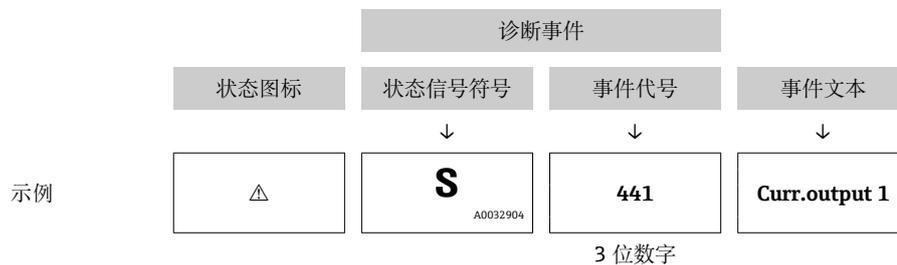 诊断事件
状态图标 状态信号符号 事件代号 事件文本
↓ ↓ ↓
示例 ⚠ S 441 Curr.output 1
A0032904
3 位数字